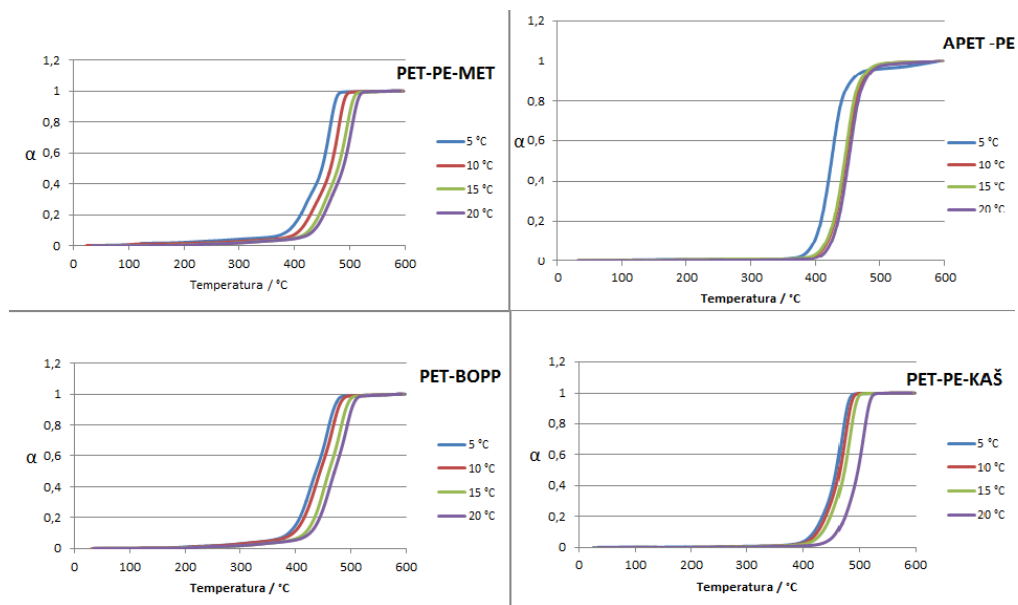 PET-PE-MET
1,2
1
0,8
0,6
0,4
0,2
0
α
0 100 200 300 400 500 600
Temperatura / °C
5 °C
10 °C
15 °C
20 °C
APET -PE
1,2
1
0,8
0,6
0,4
0,2
0
α
0 100 200 300 400 500 600
Temperatura / °C
5 °C
10 °C
15 °C
20 °C
PET-BOPP
1,2
1
0,8
0,6
0,4
0,2
0
α
0 100 200 300 400 500 600
Temperatura / °C
5 °C
10 °C
15 °C
20 °C
PET-PE-KAŠ
1,2
1
0,8
0,6
0,4
0,2
0
α
0 100 200 300 400 500 600
Temperatura / °C
5 °C
10 °C
15 °C
20 °C